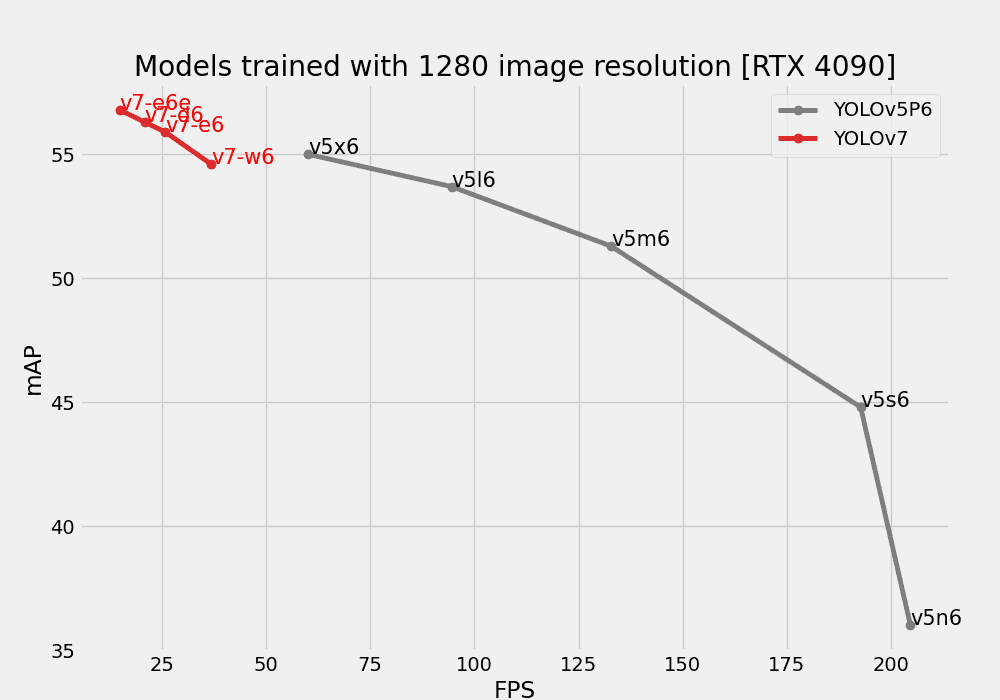 Models trained with 1280 image resolution [RTX 4090]
v7-e6e
v7-d6
v7-e6
v7-w6
YOLOv5P6
YOLOv7
v5x6
v5l6
v5m6
v5s6
v5n6
55
50
45
40
35
mAP
25 50 75 100 125 150 175 200
FPS